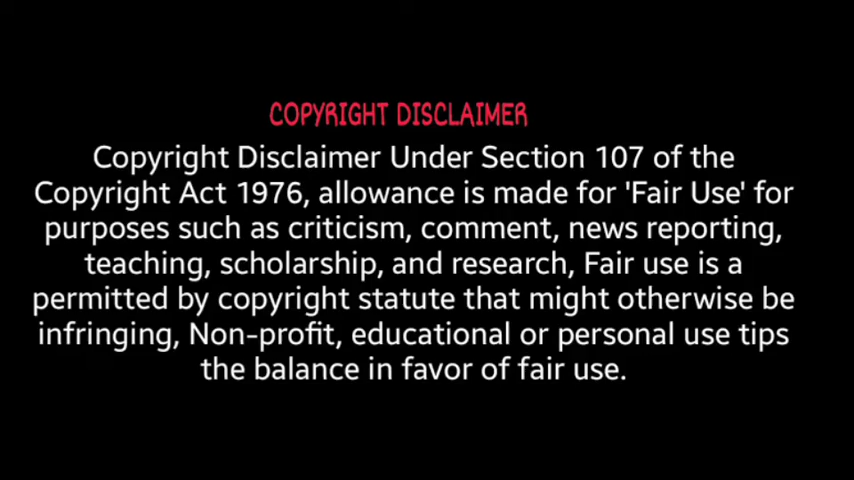 COPYRIGHT DISCLAIMER
Copyright Disclaimer Under Section 107 of the
Copyright Act 1976, allowance is made for 'Fair Use' for
purposes such as criticism, comment, news reporting,
teaching, scholarship, and research, Fair use is a
permitted by copyright statute that might otherwise be
infringing, Non-profit, educational or personal use tips
the balance in favor of fair use.